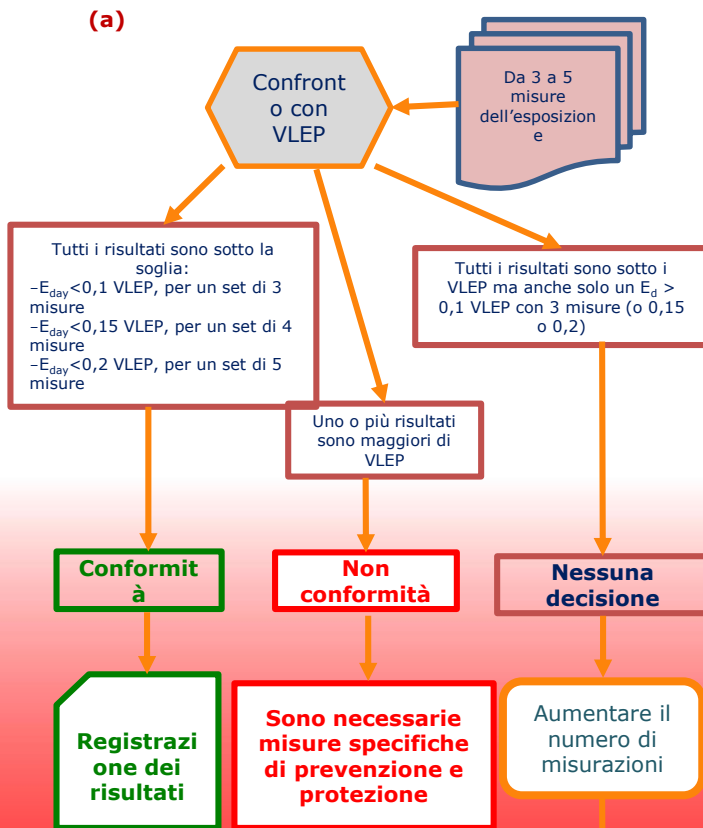 (a)
Confront
o con
VLEP
Da 3 a 5
misure
dell'esposizion
e
Tutti i risultati sono sotto la
soglia:
–Eday<0,1 VLEP, per un set di 3
misure
–Eday<0,15 VLEP, per un set di 4
misure
–Eday<0,2 VLEP, per un set di 5
misure
Uno o più risultati
sono maggiori di
VLEP
Tutti i risultati sono sotto i
VLEP ma anche solo un Ed >
0,1 VLEP con 3 misure (o 0,15
o 0,2)
Conformit
à
Non
conformità
Nessuna
decisione
Registrazi
one dei
risultati
Sono necessarie
misure specifiche
di prevenzione e
protezione
Aumentare il
numero di
misurazioni